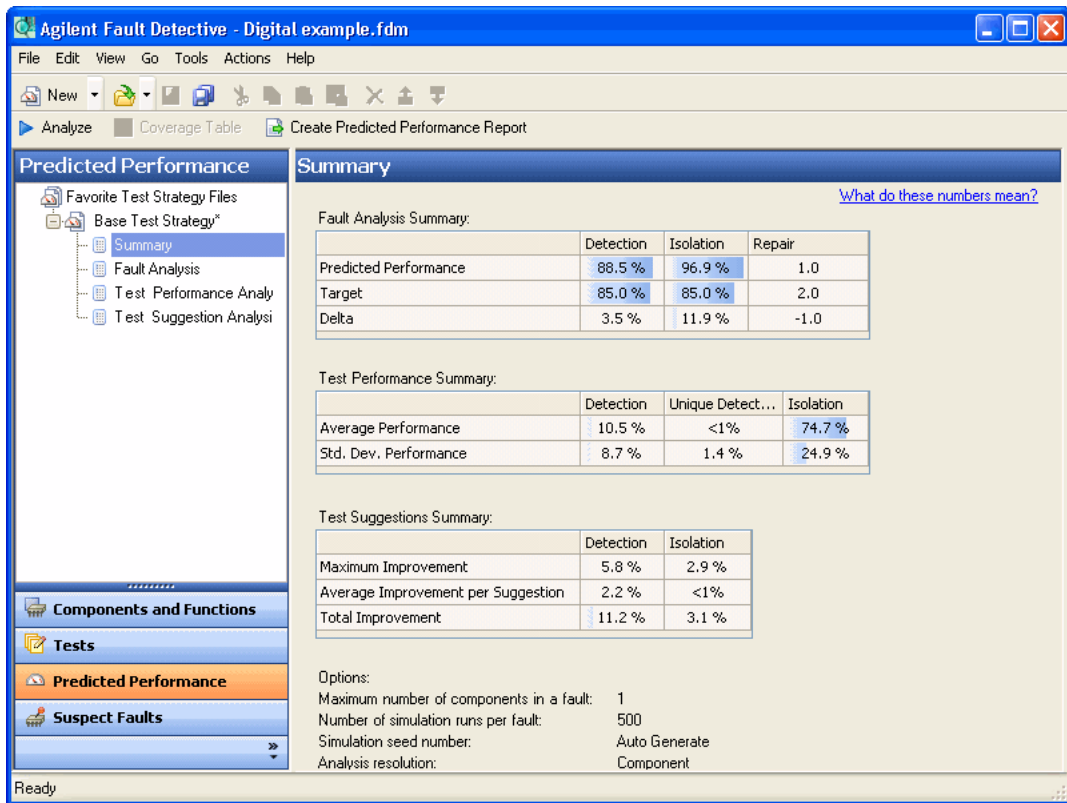 Agilent Fault Detective - Digital example.fdm
File Edit View Go Tools Actions Help
New
Analyze Coverage Table Create Predicted Performance Report
Predicted Performance
Favorite Test Strategy Files
Base Test Strategy*
Summary
Fault Analysis
Test Performance Analy
Test Suggestion Analysi
Components and Functions
Tests
Predicted Performance
Suspect Faults
»
Summary
What do these numbers mean?
Fault Analysis Summary:
Detection Isolation Repair
Predicted Performance 88.5 % 96.9 % 1.0
Target 85.0 % 85.0 % 2.0
Delta 3.5 % 11.9 % -1.0
Test Performance Summary:
Detection Unique Detect... Isolation
Average Performance 10.5 % <1% 74.7 %
Std. Dev. Performance 8.7 % 1.4 % 24.9 %
Test Suggestions Summary:
Detection Isolation
Maximum Improvement 5.8 % 2.9 %
Average Improvement per Suggestion 2.2 % <1%
Total Improvement 11.2 % 3.1 %
Options:
Maximum number of components in a fault: 1
Number of simulation runs per fault: 500
Simulation seed number: Auto Generate
Analysis resolution: Component
Ready